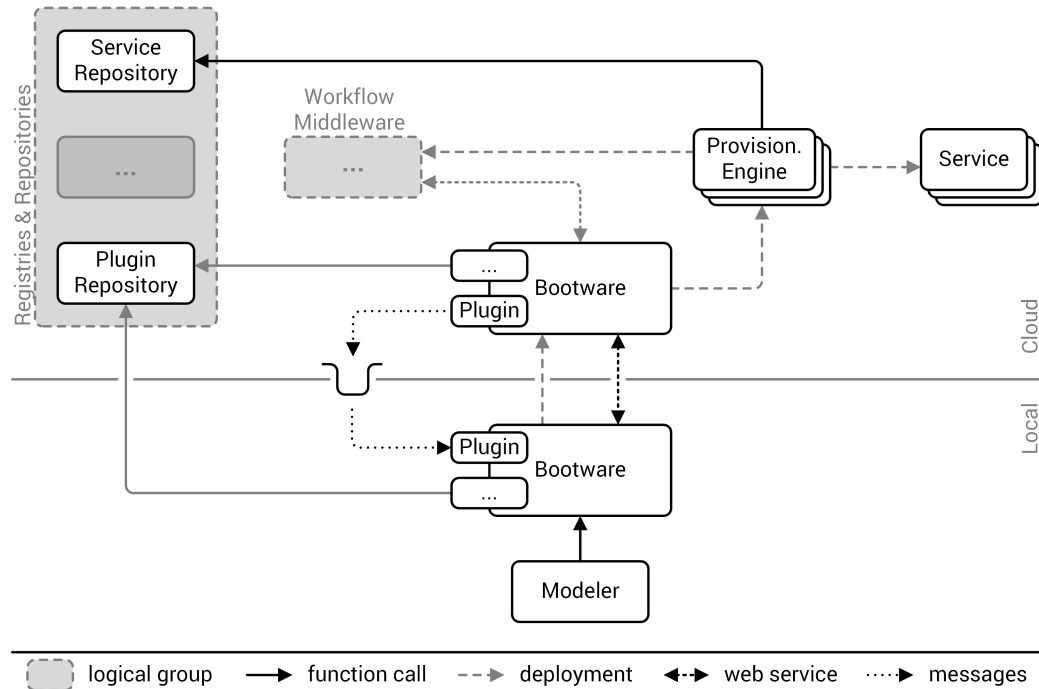 Service
Repository
Registries & Repositories
...
Plugin
Repository
Workflow
Middleware
...
Provision.
Engine
Service
...
Bootware
Plugin
Cloud
Local
Plugin
Bootware
...
Modeler
logical group
function call
deployment
web service
messages